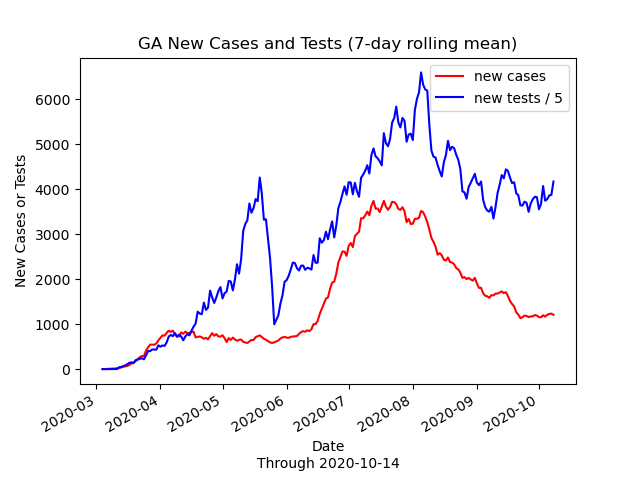 GA New Cases and Tests (7-day rolling mean)
new cases
new tests / 5
New Cases or Tests
6000
5000
4000
3000
2000
1000
0
2020-03
2020-04
2020-05
2020-06
2020-07
2020-08
2020-09
2020-10
Date
Through 2020-10-14